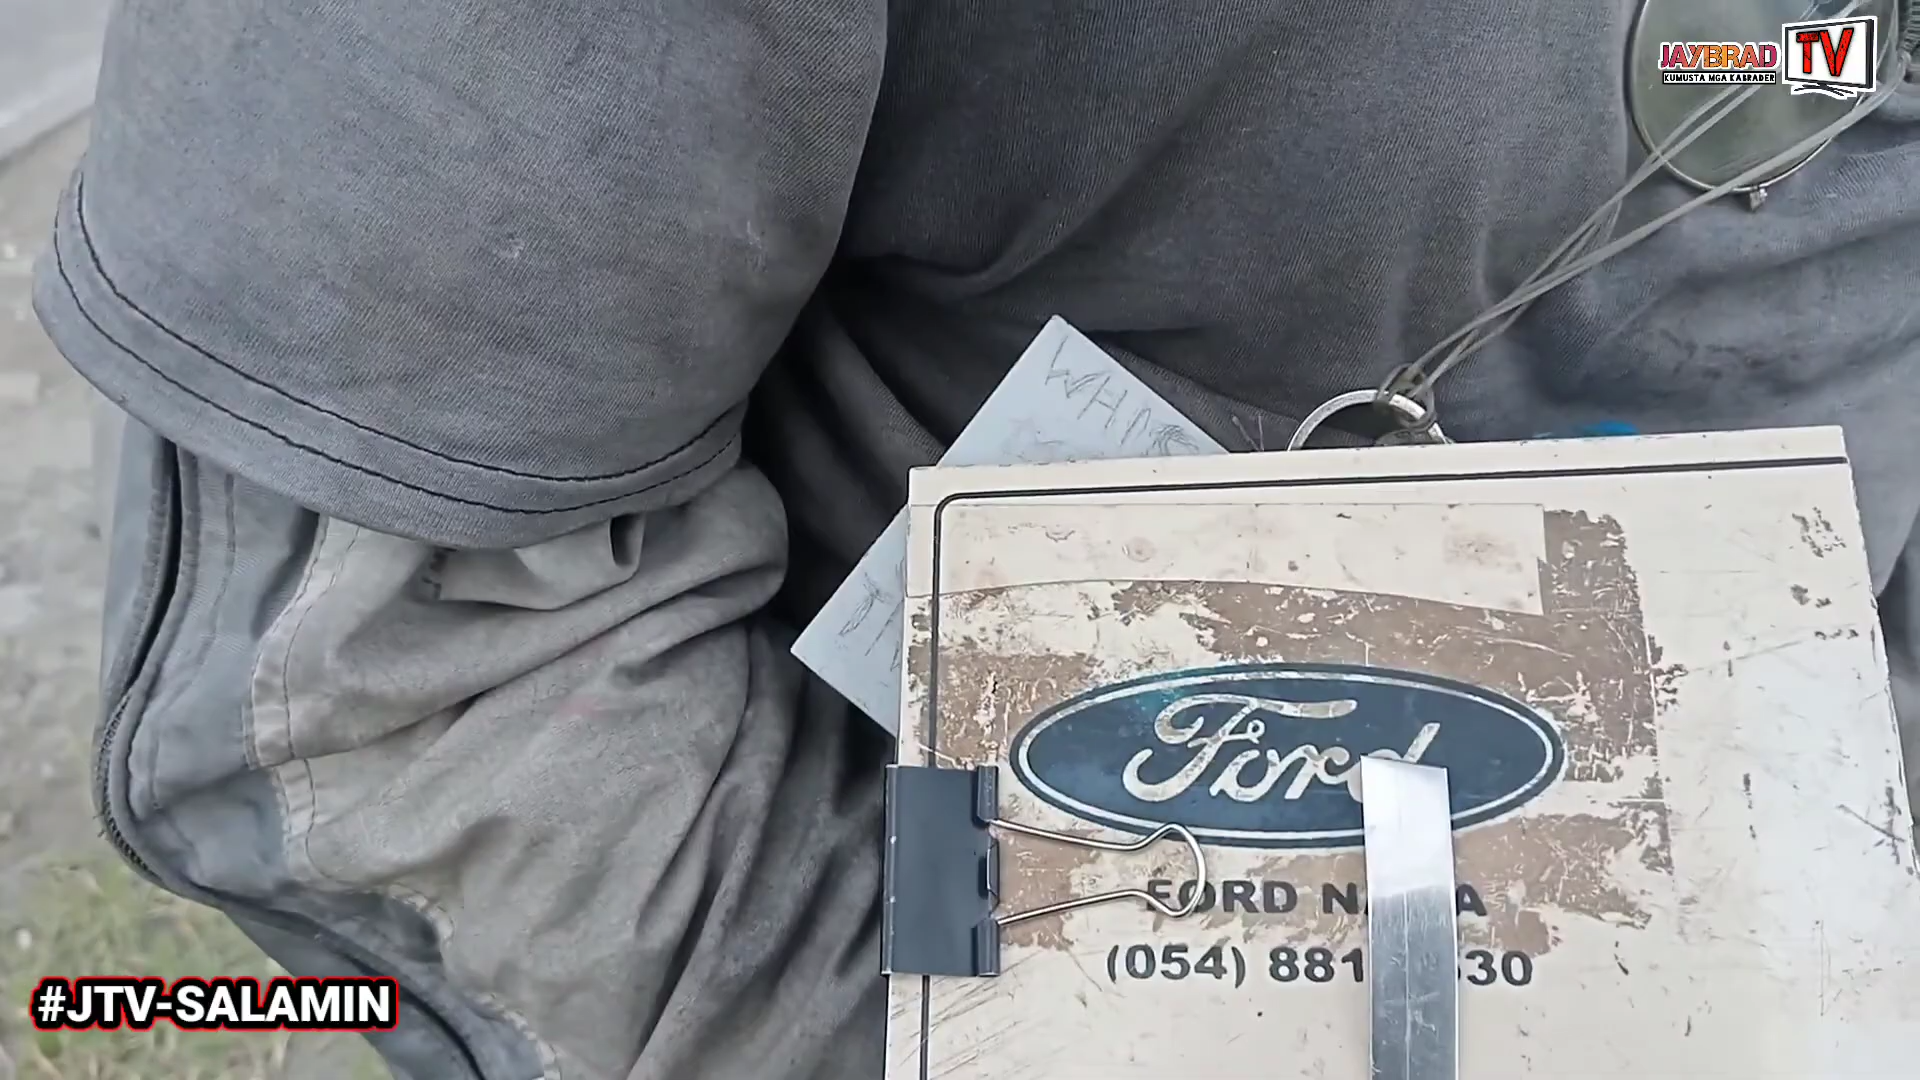 JAYBRAD TV
KUMUSTA MGA KABRADER
Ford
FORD N A
(054) 881 30
#JTV-SALAMIN